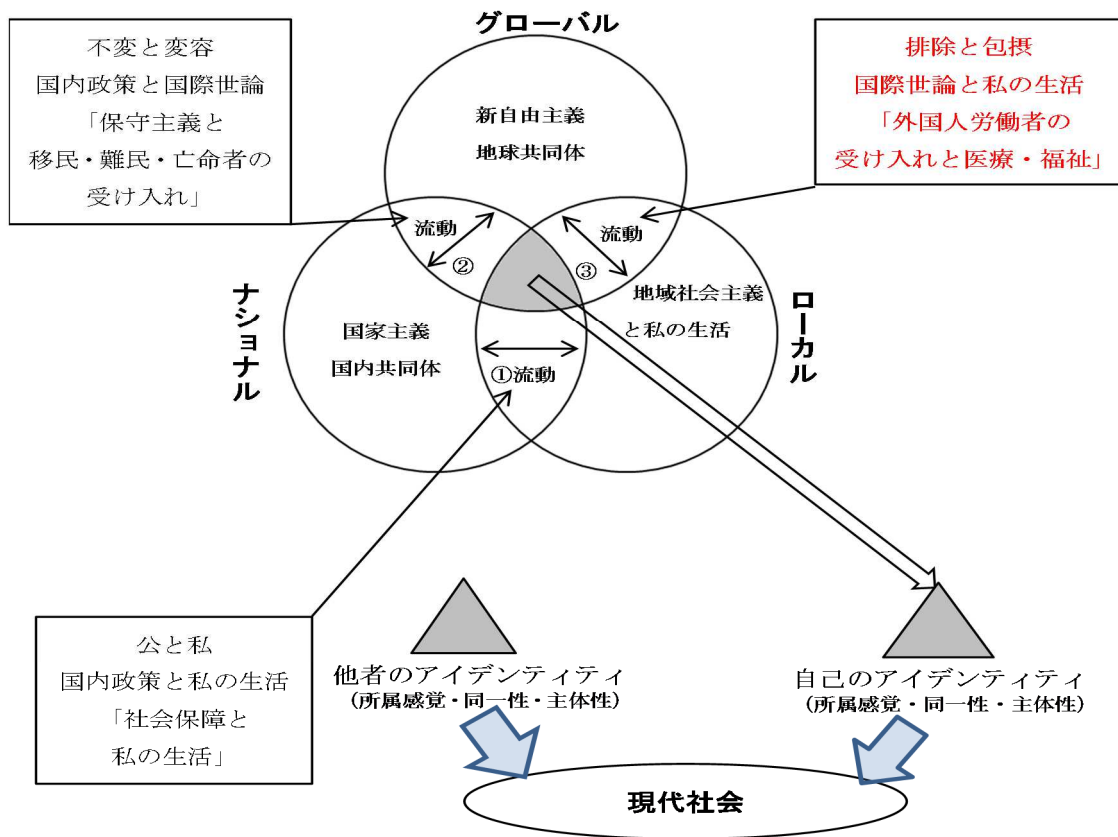 グローバル
不変と変容
国内政策と国際世論
「保守主義と
移民・難民・亡命者の
受け入れ」
排除と包摂
国際世論と私の生活
「外国人労働者の
受け入れと医療・福祉」
新自由主義
地球共同体
流動
②
流動
③
ナショナル
国家主義
国内共同体
地域社会主義
と私の生活
ローカル
①流動
公と私
国内政策と私の生活
「社会保障と
私の生活」
他者のアイデンティティ
(所属感覚・同一性・主体性)
自己のアイデンティティ
(所属感覚・同一性・主体性)
現代社会